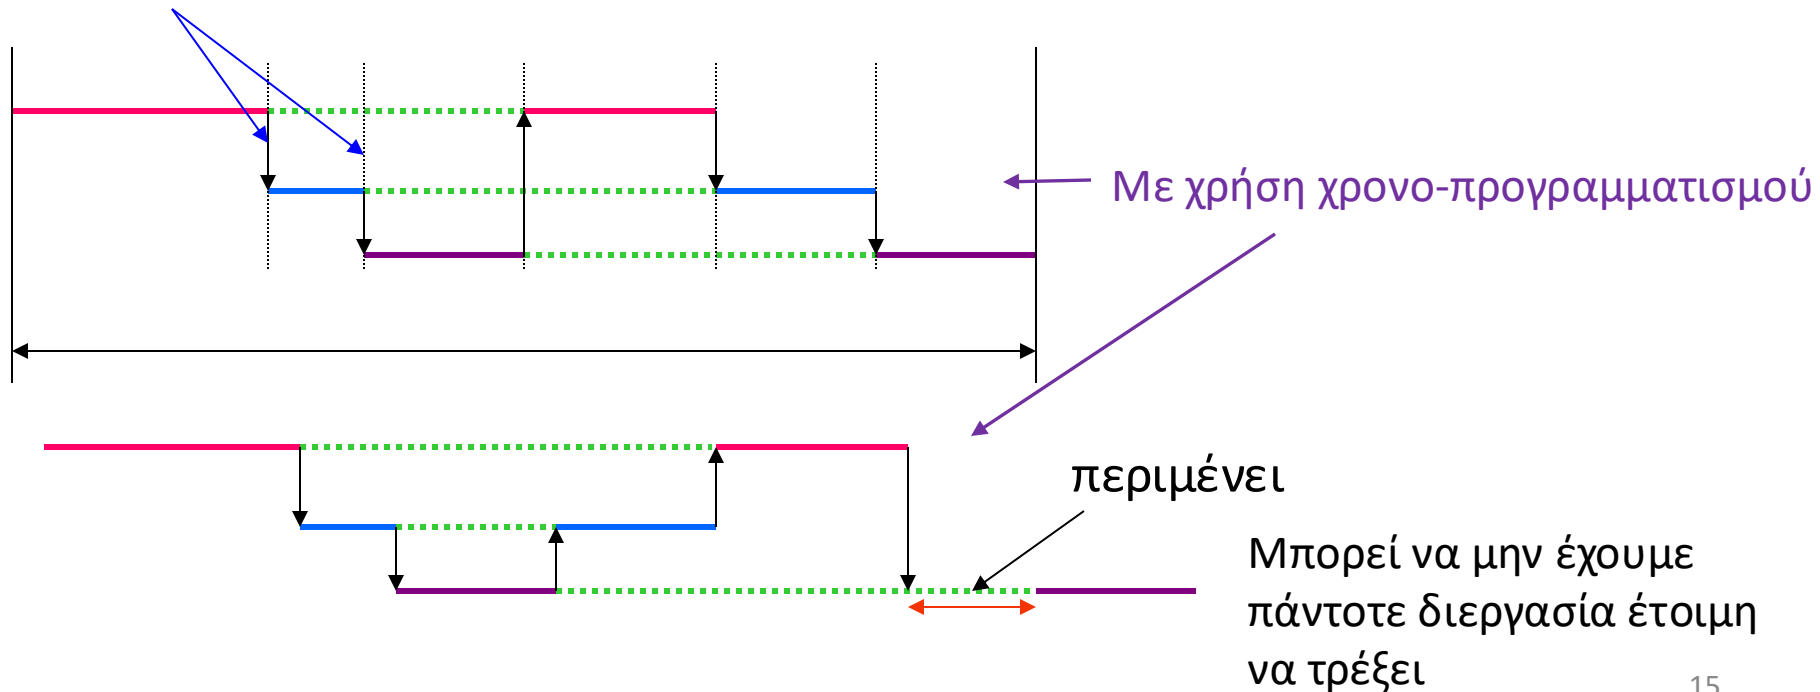 Με χρήση χρονο-προγραμματισμού
περιμένει
Μπορεί να μην έχουμε
πάντοτε διεργασία έτοιμη
να τρέξει
15